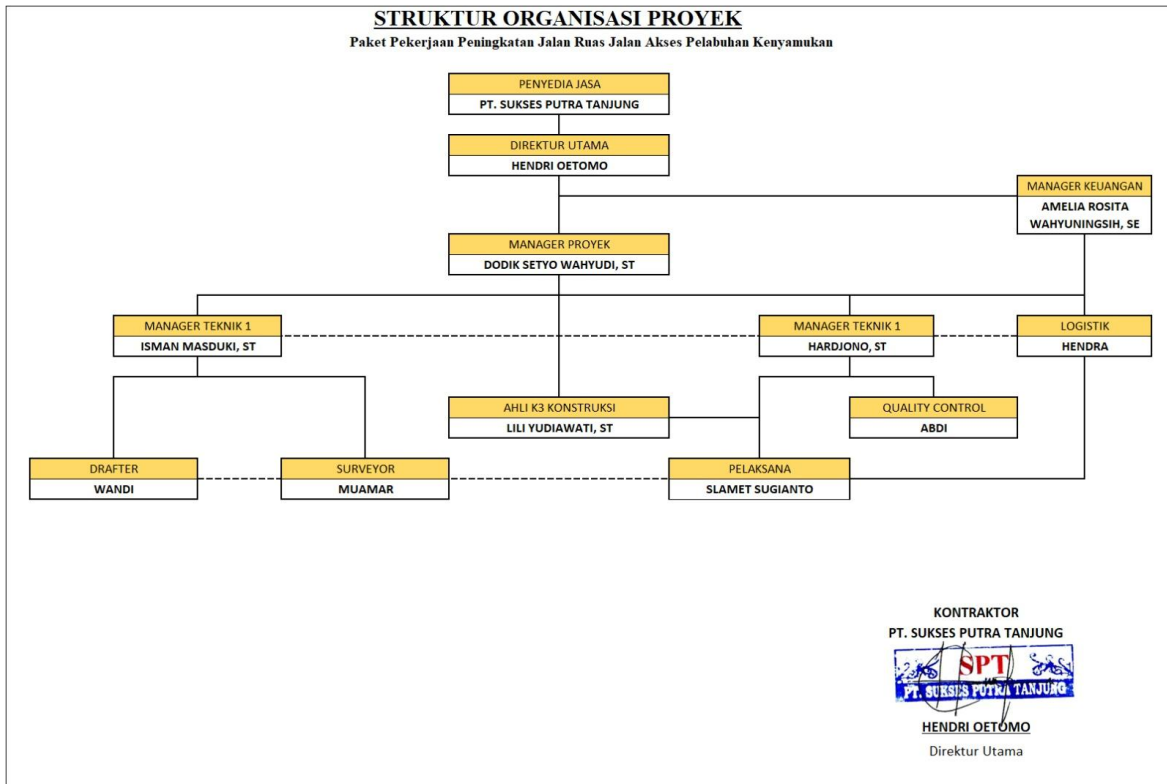 STRUKTUR ORGANISASI PROYEK
Paket Pekerjaan Peningkatan Jalan Ruas Jalan Akses Pelabuhan Kenyamukan
PENYEDIA JASA
PT. SUKSES PUTRA TANJUNG
DIREKTUR UTAMA
HENDRI OETOMO
MANAGER KEUANGAN
AMELIA ROSITA
WAHYUNINGSIH, SE
MANAGER PROYEK
DODIK SETYO WAHYUDI, ST
MANAGER TEKNIK 1
ISMAN MASDUKI, ST
MANAGER TEKNIK 1
HARDJONO, ST
LOGISTIK
HENDRA
AHLI K3 KONSTRUKSI
LILI YUDIAWATI, ST
QUALITY CONTROL
ABDI
DRAFTER
WANDI
SURVEYOR
MUAMAR
PELAKSANA
SLAMET SUGIANTO
KONTRAKTOR
PT. SUKSES PUTRA TANJUNG
SPT
PT. SUKSES PUTRA TANJUNG
HENDRI OETOMO
Direktur Utama